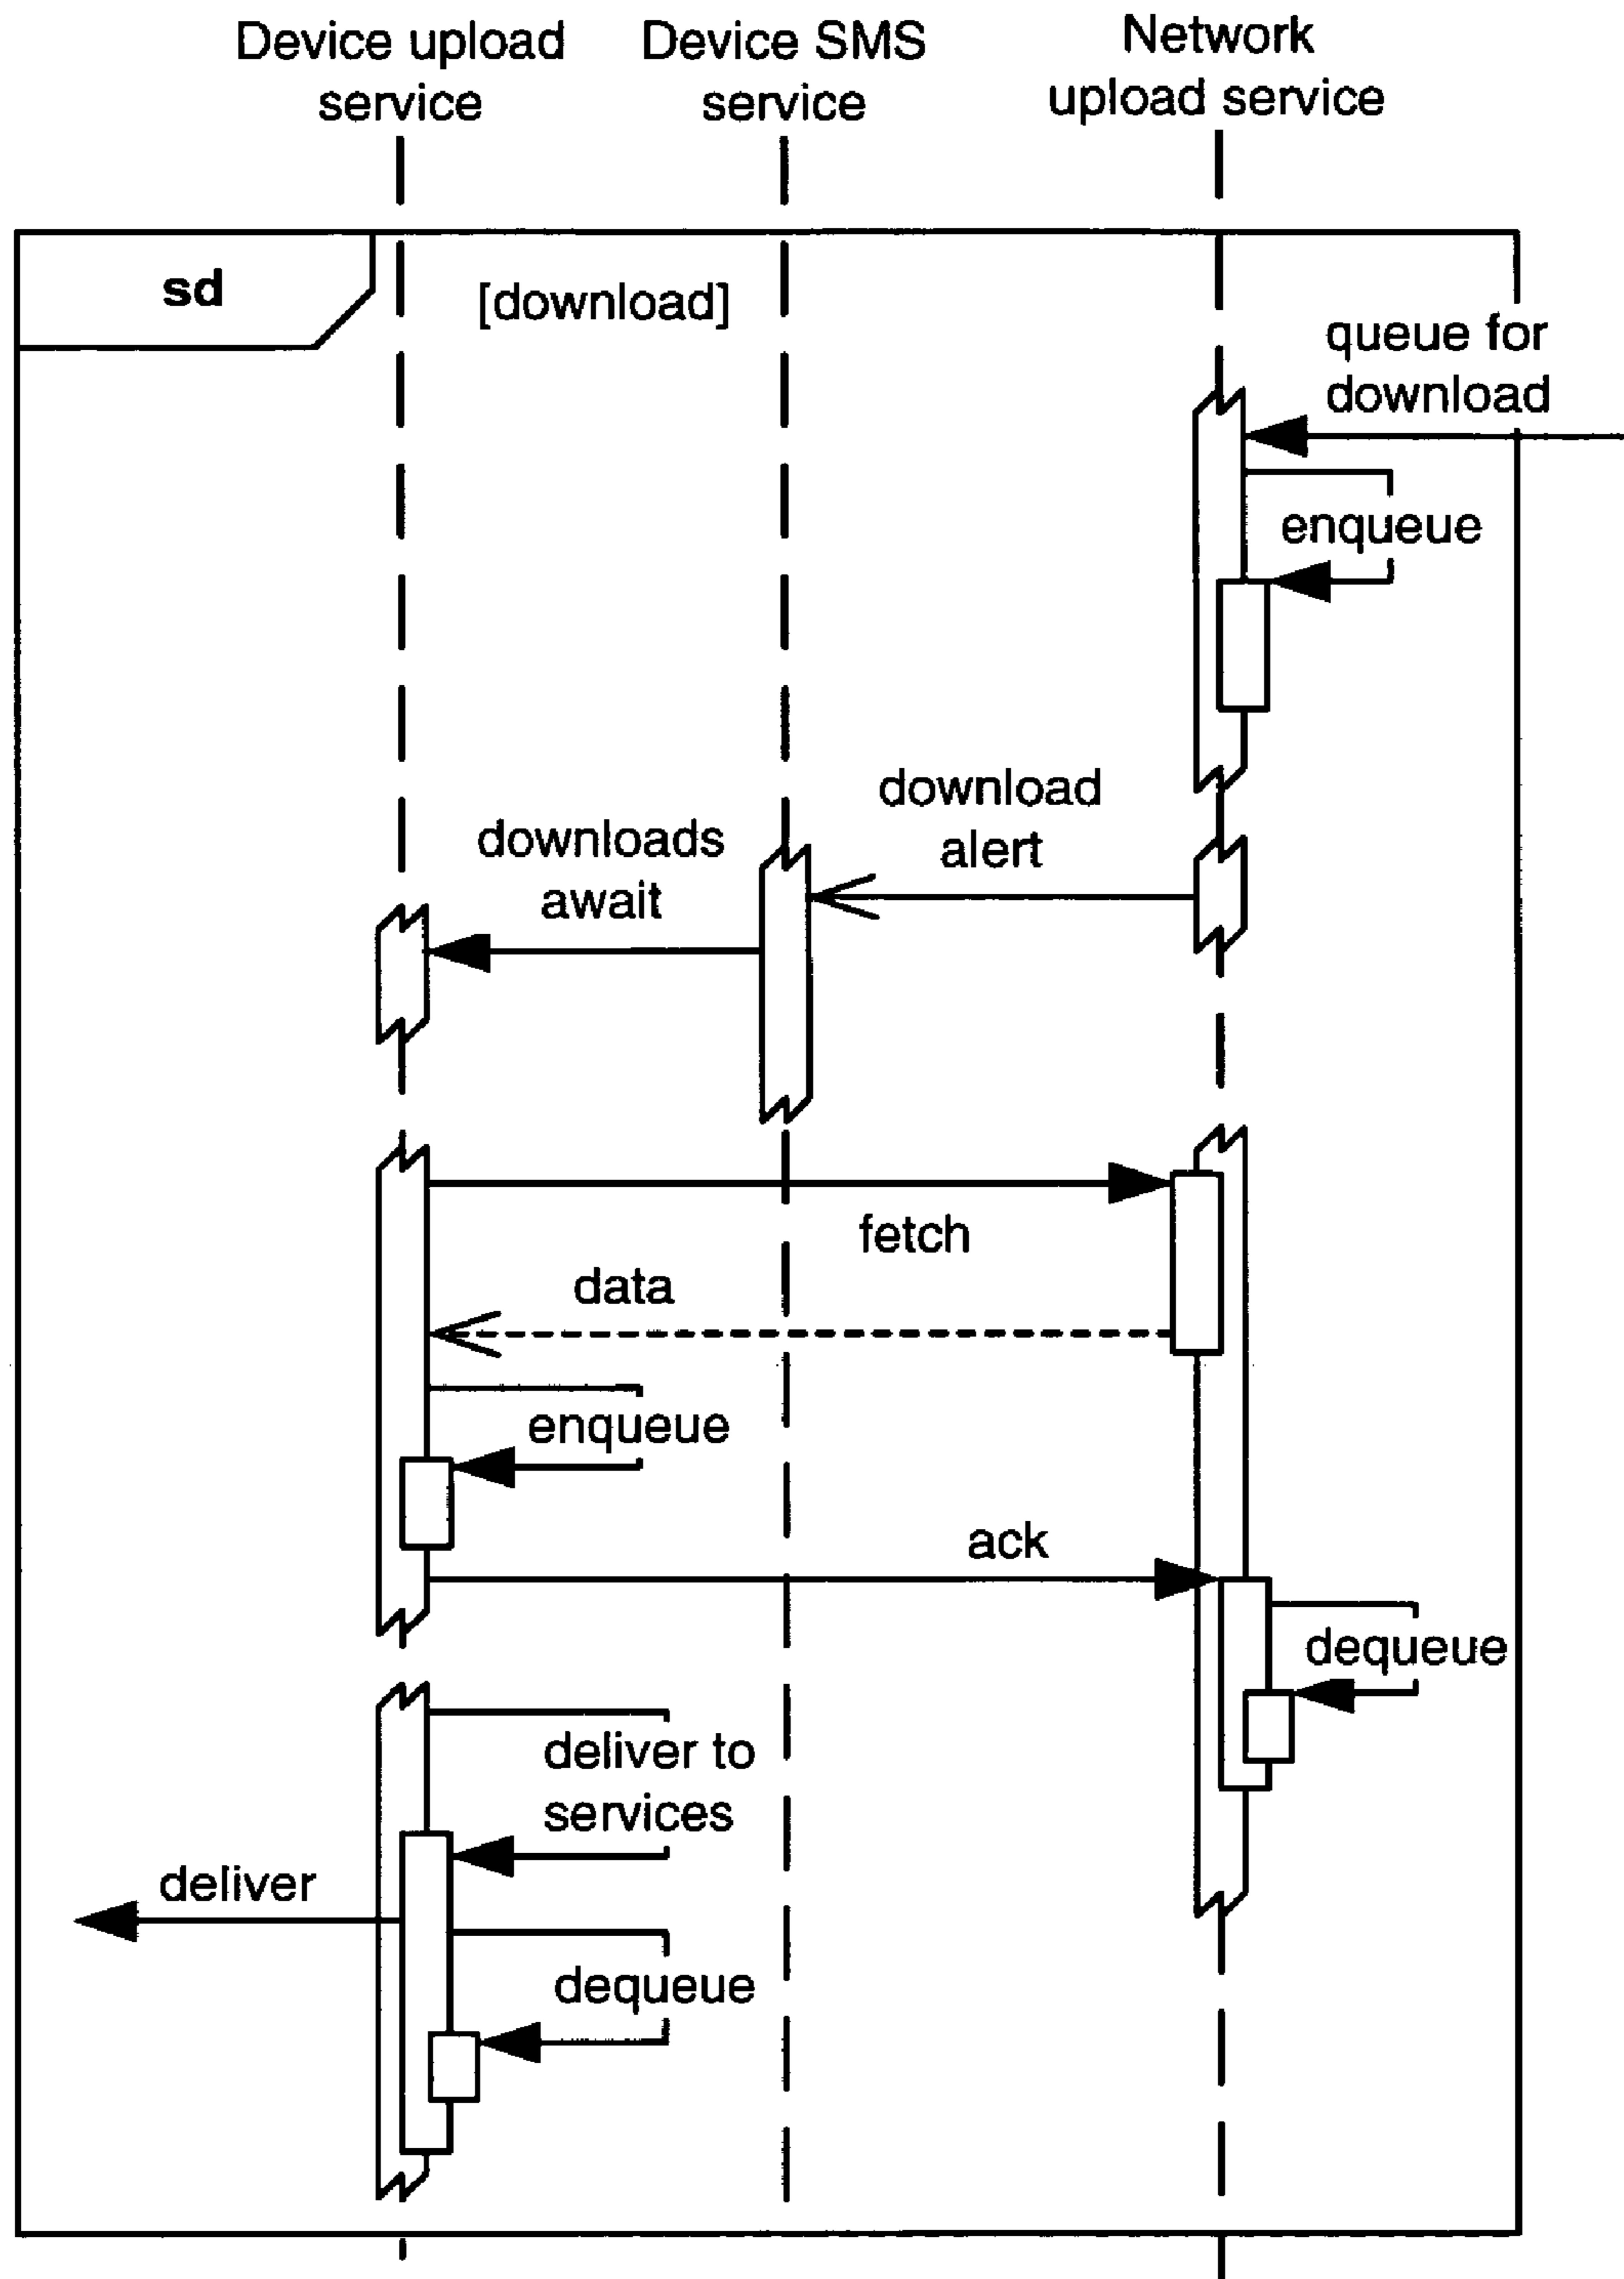 Device upload
service
Device SMS
service
Network
upload service
sd
[download]
queue for
download
enqueue
download
alert
downloads
await
fetch
data
enqueue
ack
dequeue
deliver to
services
deliver
dequeue